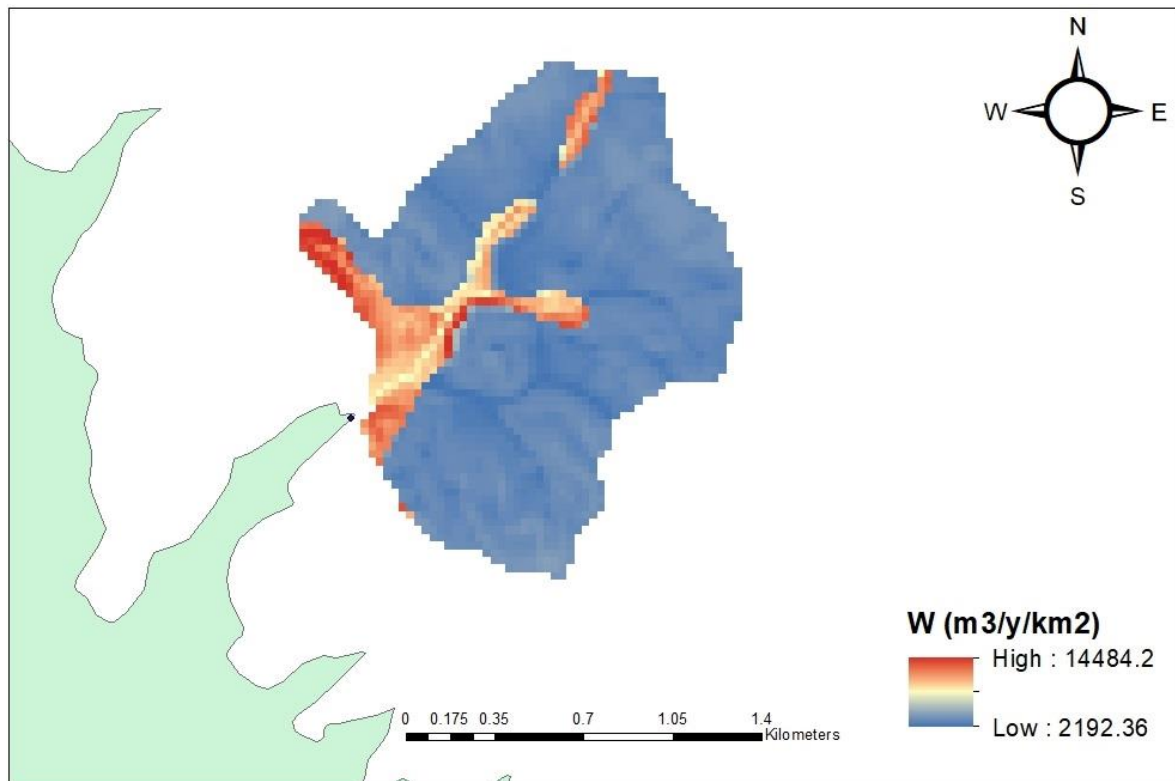 N
W E
S
W (m3/y/km2)
High : 14484.2
Low : 2192.36
0 0.175 0.35 0.7 1.05 1.4
Kilometers